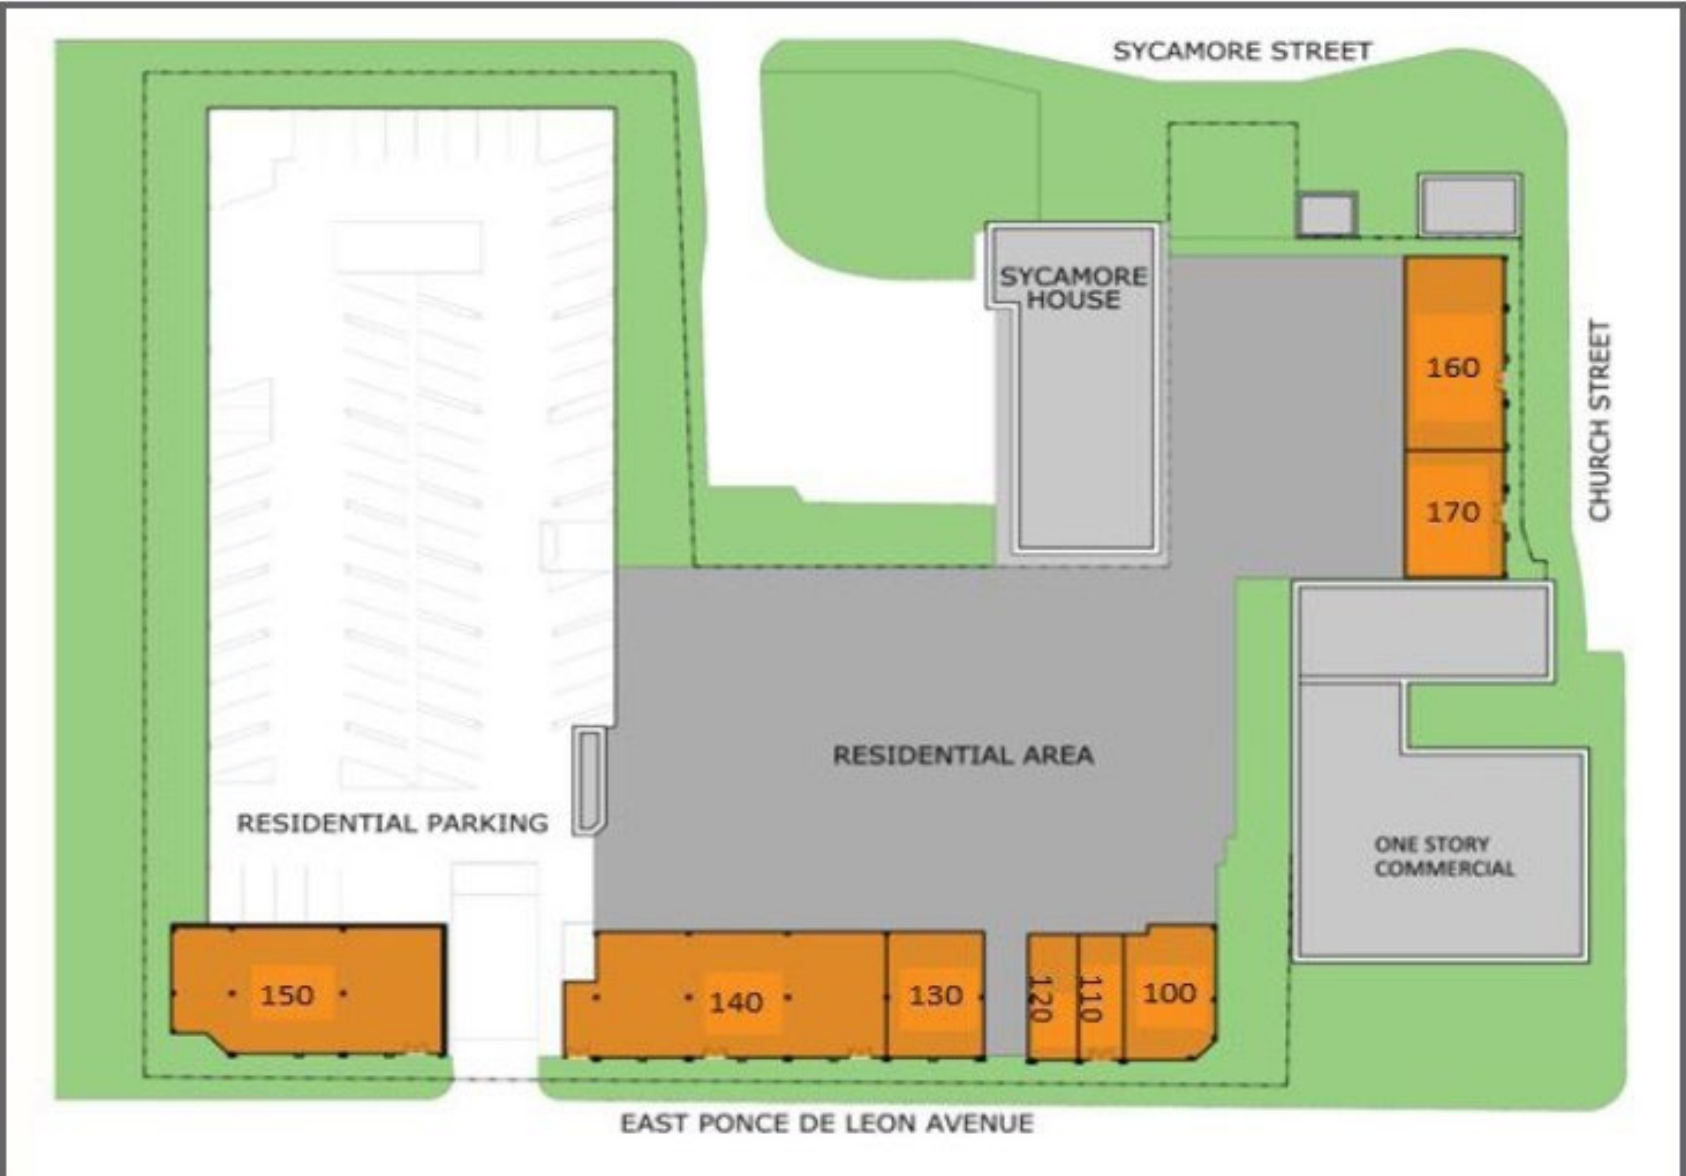 SYCAMORE STREET
SYCAMORE
HOUSE
160
CHURCH STREET
170
RESIDENTIAL AREA
RESIDENTIAL PARKING
ONE STORY
COMMERCIAL
150
140
130
120
110
100
EAST PONCE DE LEON AVENUE